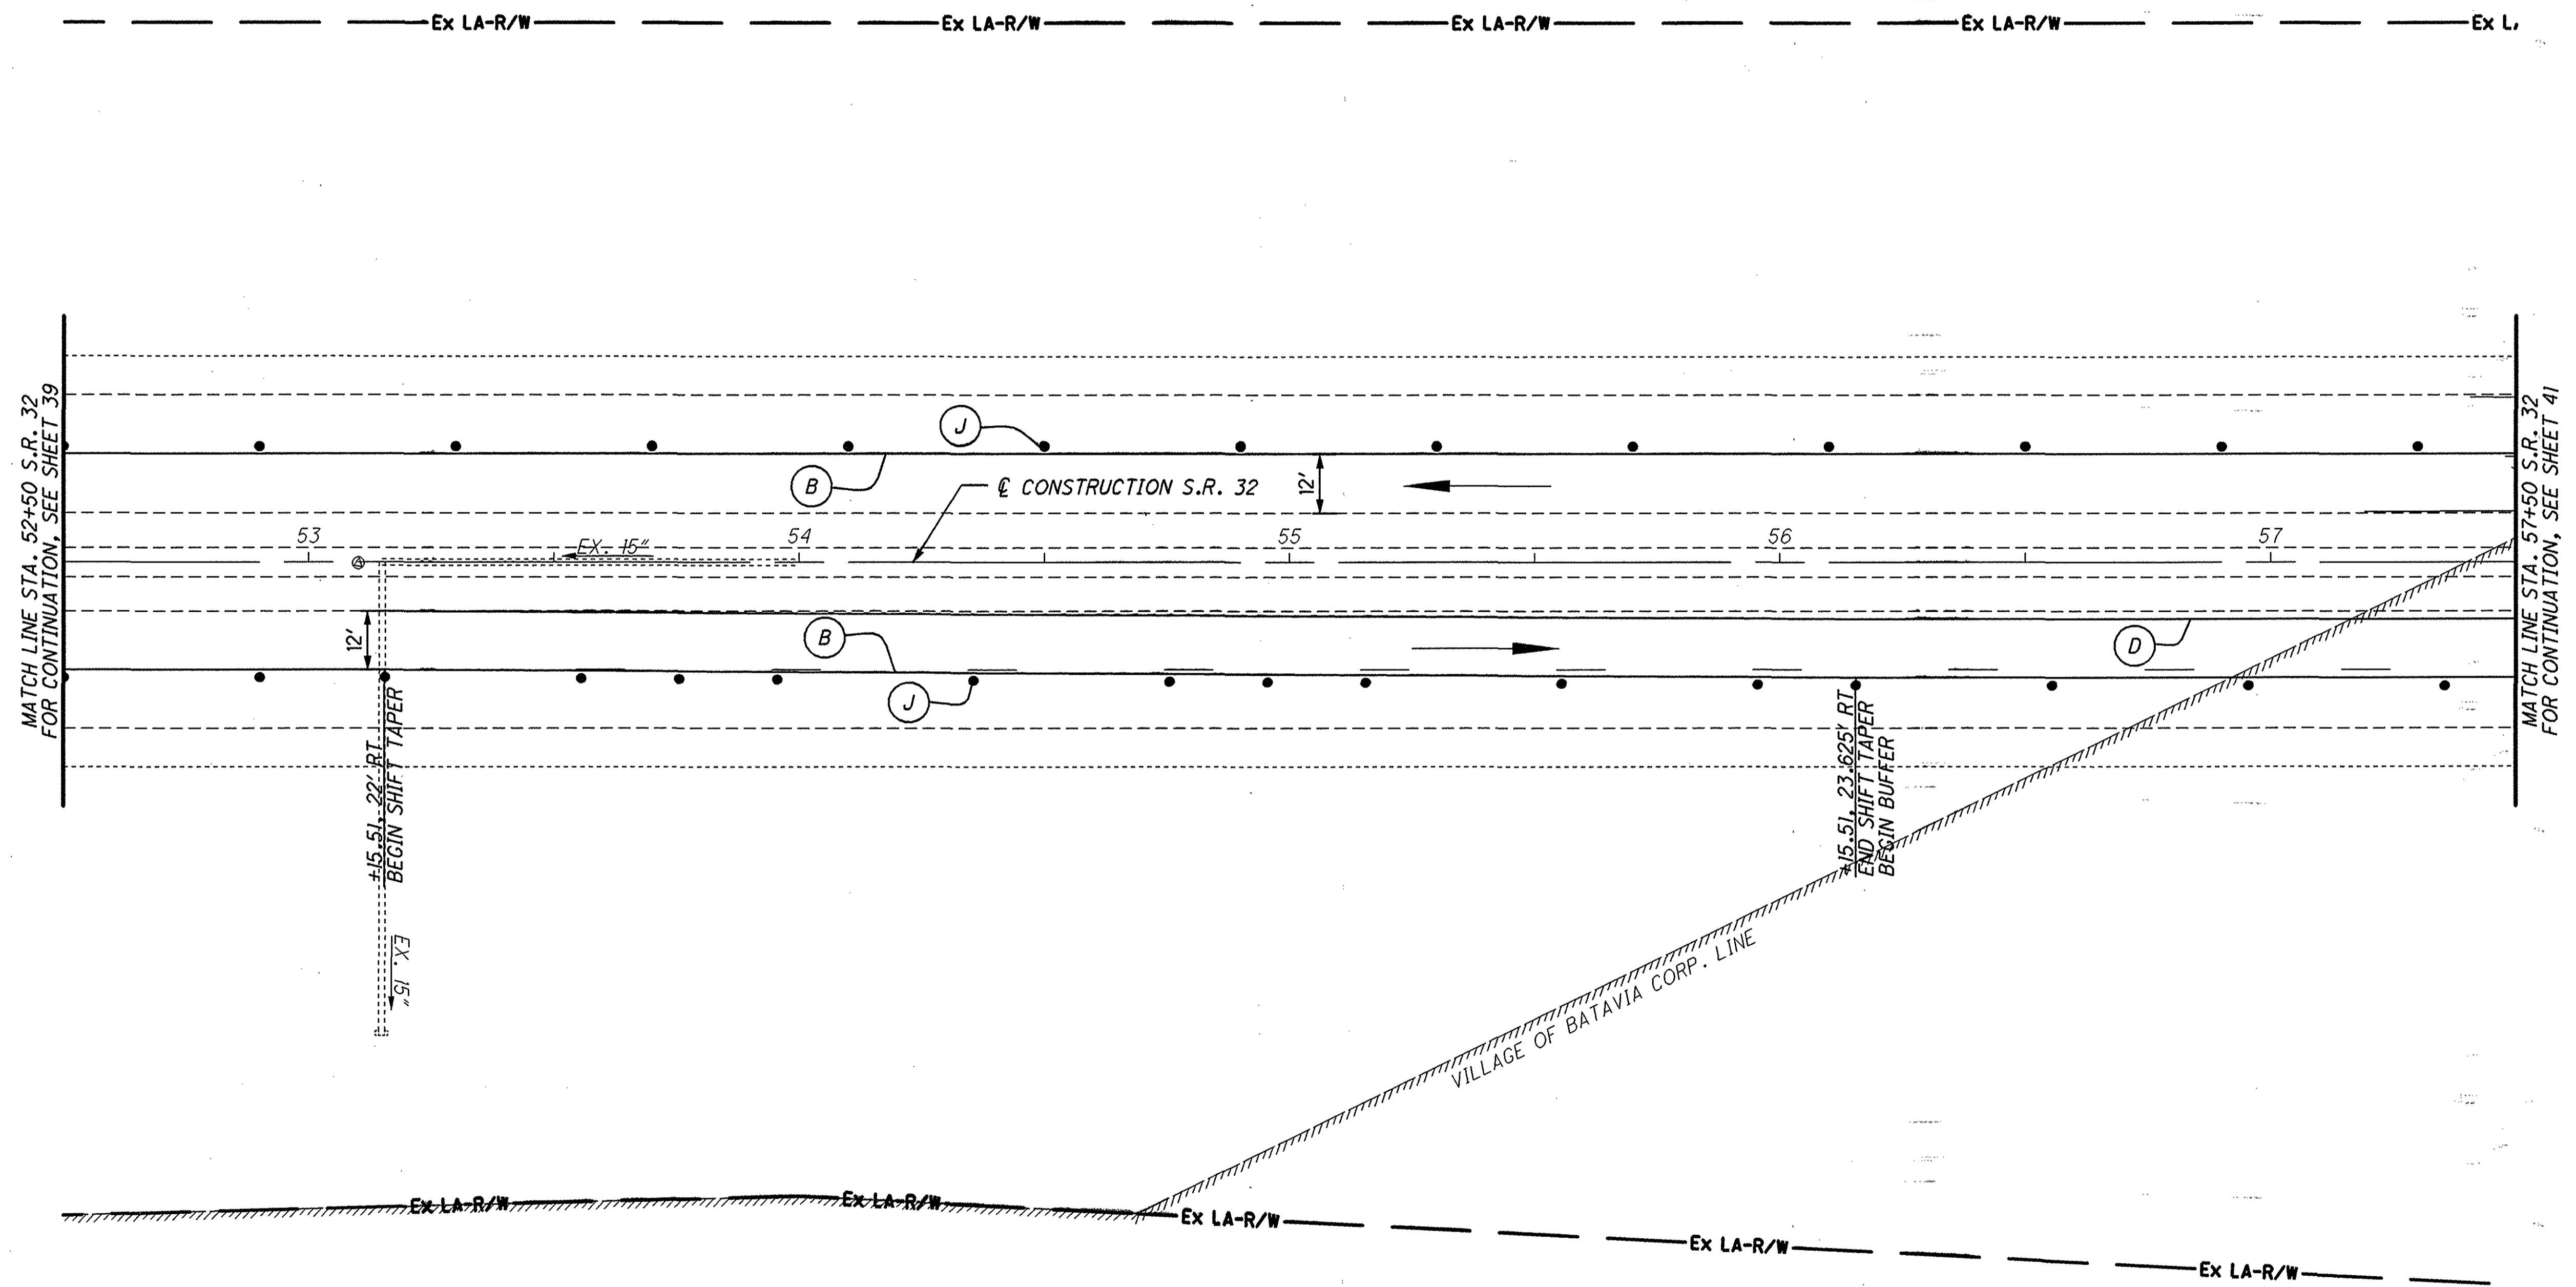 Ex LA-R/W
Ex LA-R/W
Ex LA-R/W
Ex LA-R/W
Ex L
MATCH LINE STA. 52+50 S.R. 32
FOR CONTINUATION, SEE SHEET 39
J
B
℄ CONSTRUCTION S.R. 32
12'
53
EX. 15"
54
55
56
57
12'
B
J
D
+15.51, 22' RT
BEGIN SHIFT TAPER
EX. 15"
+15.51, 23.625' RT
END SHIFT TAPER
BEGIN BUFFER
VILLAGE OF BATAVIA CORP. LINE
MATCH LINE STA. 57+50 S.R. 32
FOR CONTINUATION, SEE SHEET 41
Ex LA-R/W
Ex LA-R/W
Ex LA-R/W
Ex LA-R/W
Ex LA-R/W